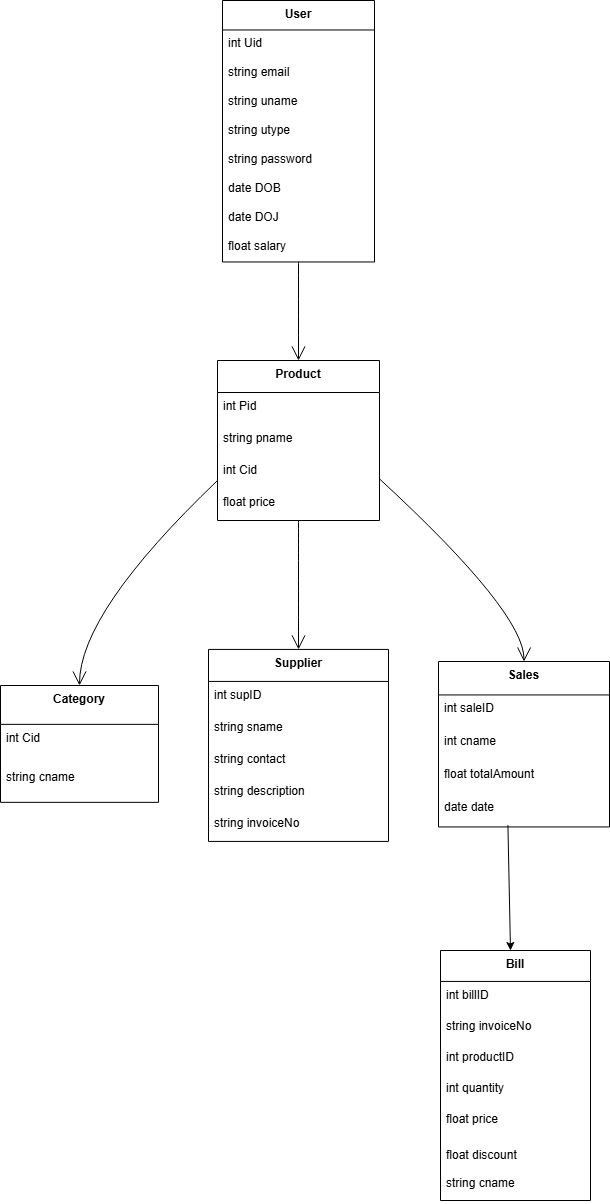 User
int Uid
string email
string uname
string utype
string password
date DOB
date DOJ
float salary
Product
int Pid
string pname
int Cid
float price
Category
int Cid
string cname
Supplier
int supID
string sname
string contact
string description
string invoiceNo
Sales
int saleID
int cname
float totalAmount
date date
Bill
int billID
string invoiceNo
int productID
int quantity
float price
float discount
string cname